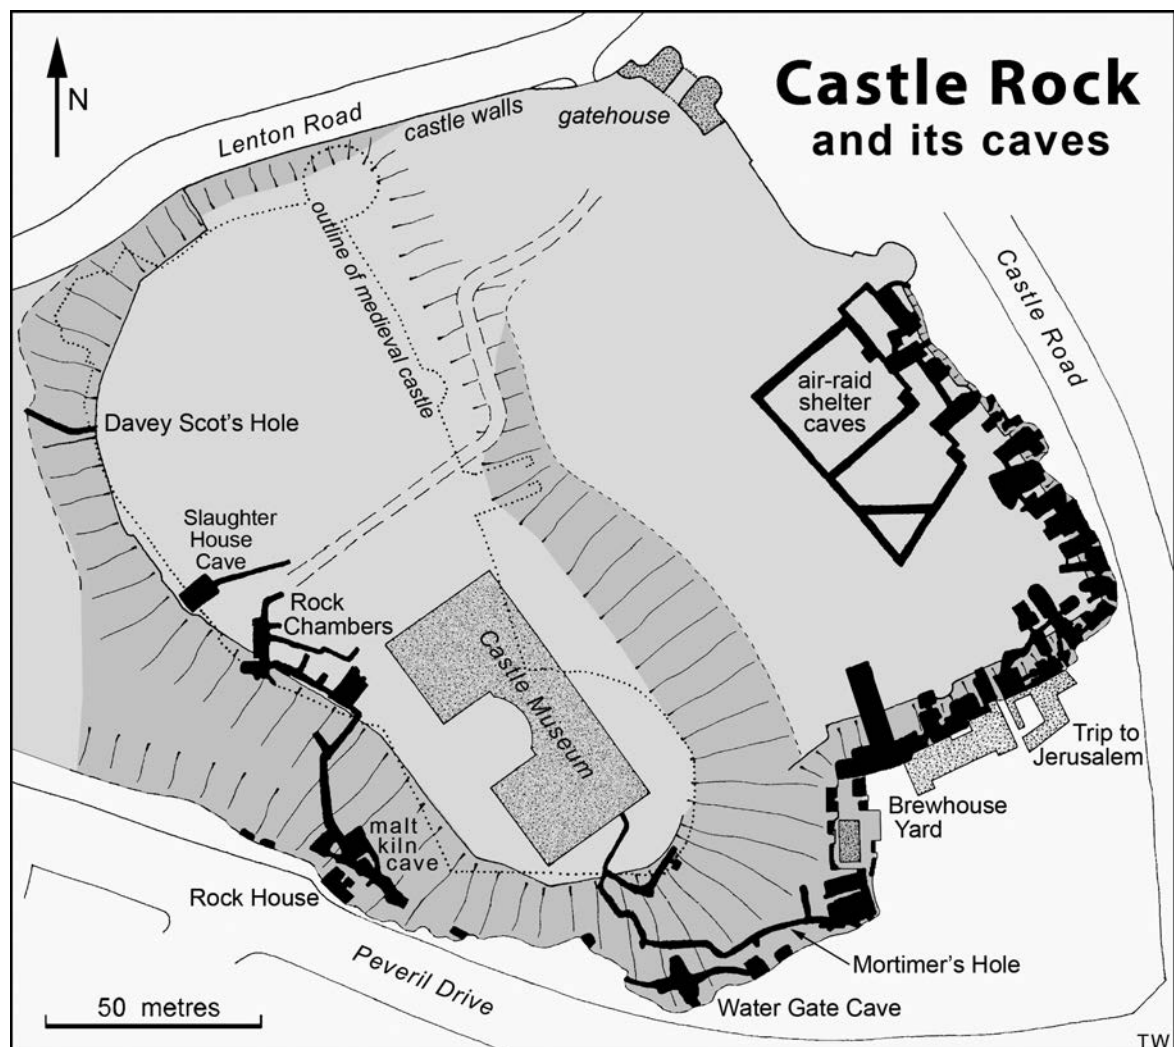 Castle Rock
and its caves
N
Lenton Road
castle walls
gatehouse
outline of medieval castle
Castle Road
air-raid
shelter
caves
Davey Scot's Hole
Slaughter
House
Cave
Rock
Chambers
Castle Museum
Trip to
Jerusalem
Brewhouse
Yard
malt
kiln
cave
Rock House
Peveril Drive
Mortimer's Hole
Water Gate Cave
50 metres
TW